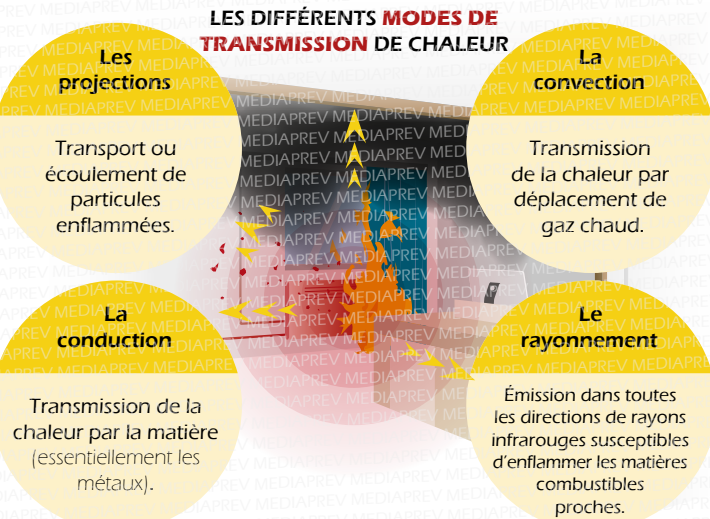 LES DIFFÉRENTS MODES DE
TRANSMISSION DE CHALEUR
Les
projections
Transport ou
écoulement de
particules
enflammées.
La
convection
Transmission
de la chaleur par
déplacement de
gaz chaud.
La
conduction
Transmission de la
chaleur par la matière
(essentiellement les
métaux).
Le
rayonnement
Émission dans toutes
les directions de rayons
infrarouges susceptibles
d'enflammer les matières
combustibles
proches.
MEDIAPREV